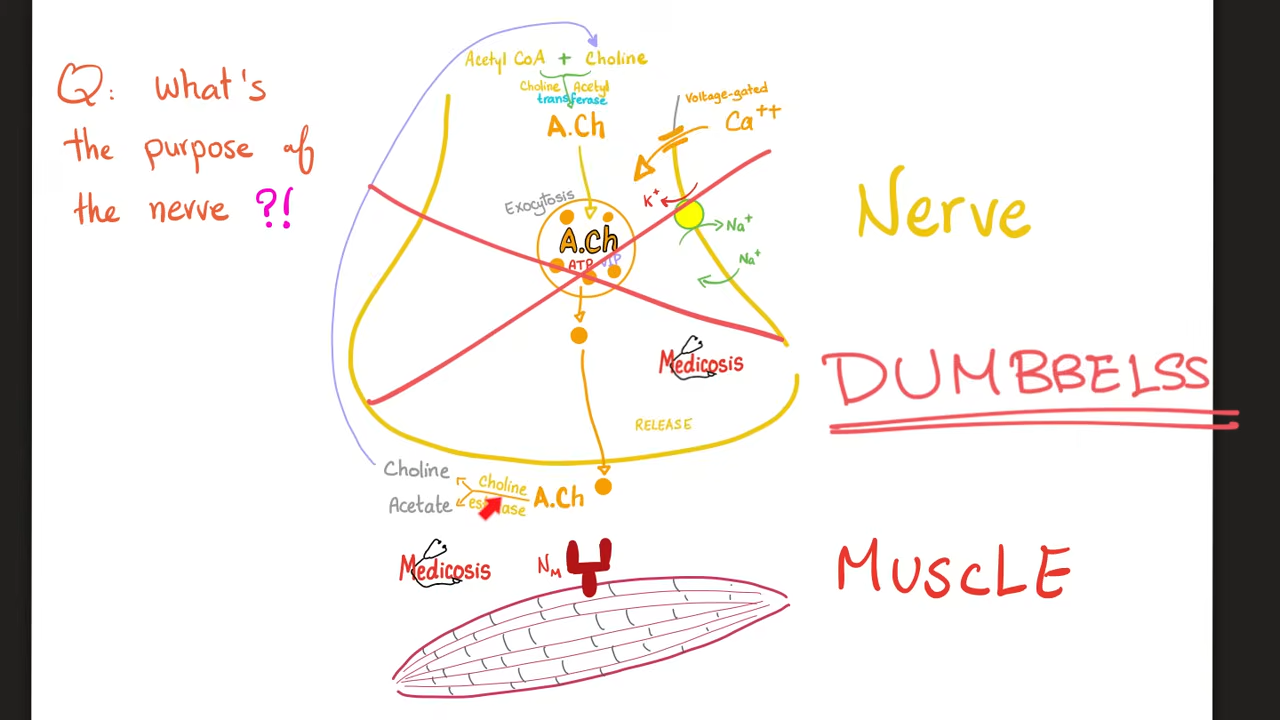 Q: What's
the purpose of
the nerve ?!
Acetyl CoA + Choline
Choline Acetyl
transferase
A.Ch
Voltage-gated
Ca++
Exocytosis
A.Ch
ATP VIP
K+
Na+
Na+
Medicosis
RELEASE
Choline
Acetate
Choline
esterase
A.Ch
Medicosis
NM
Nerve
DUMBBELSS
MuscLE